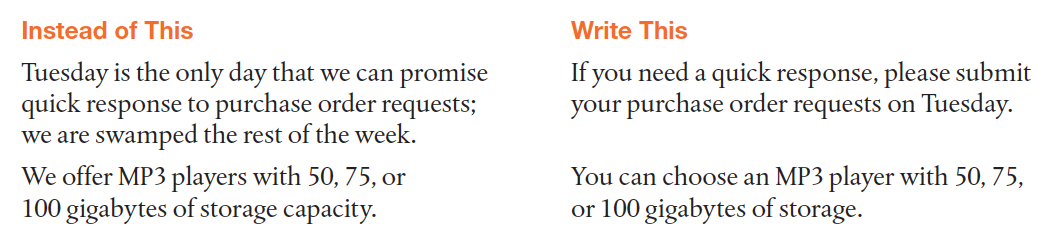 Instead of This
Tuesday is the only day that we can promise
quick response to purchase order requests;
we are swamped the rest of the week.
We offer MP3 players with 50, 75, or
100 gigabytes of storage capacity.
Write This
If you need a quick response, please submit
your purchase order requests on Tuesday.
You can choose an MP3 player with 50, 75,
or 100 gigabytes of storage.